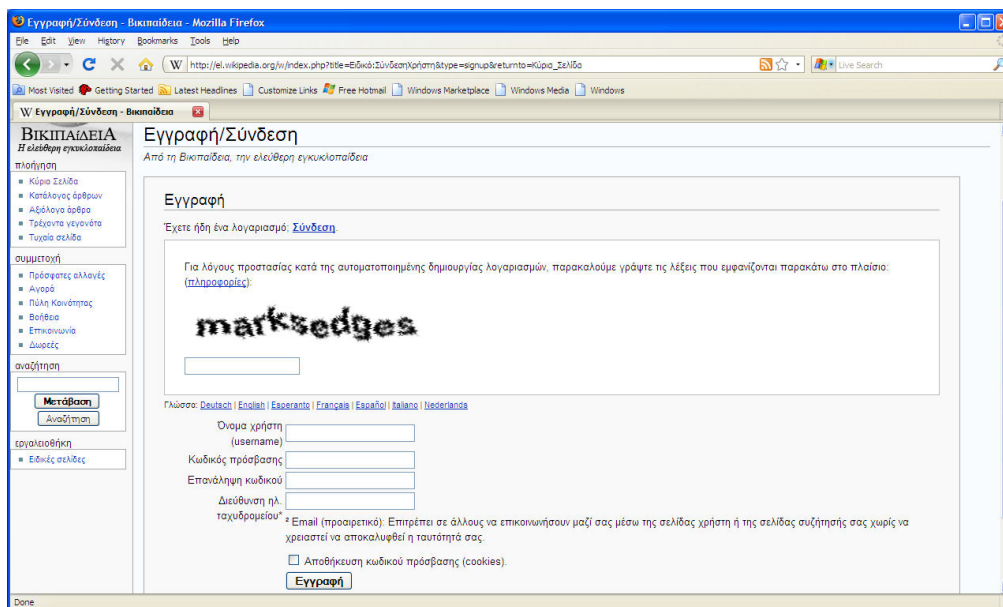 Εγγραφή/Σύνδεση - Βικιπαίδεια - Mozilla Firefox
File Edit View History Bookmarks Tools Help
W http://el.wikipedia.org/w/index.php?title=Ειδικό:ΣύνδεσηΧρήστη&type=signup&returnto=Κύρια_Σελίδα
Live Search
Most Visited Getting Started Latest Headlines Customize Links Free Hotmail Windows Marketplace Windows Media Windows
W Εγγραφή/Σύνδεση - Βικιπαίδεια
ΒΙΚΙΠΑίΔΕΙΑ
Η ελεύθερη εγκυκλοπαίδεια
πλοήγηση
Κύρια Σελίδα
Κατάλογος άρθρων
Αξιόλογα άρθρα
Τρέχοντα γεγονότα
Τυχαία σελίδα
συμμετοχή
Πρόσφατες αλλαγές
Αγορά
Πύλη Κοινότητας
Βοήθεια
Επικοινωνία
Δωρεές
αναζήτηση
Μετάβαση
Αναζήτηση
εργαλειοθήκη
Ειδικές σελίδες
Εγγραφή/Σύνδεση
Από τη Βικιπαίδεια, την ελεύθερη εγκυκλοπαίδεια
Εγγραφή
Έχετε ήδη ένα λογαριασμό; Σύνδεση.
Για λόγους προστασίας κατά της αυτοματοποιημένης δημιουργίας λογαριασμών, παρακαλούμε γράψτε τις λέξεις που εμφανίζονται παρακάτω στο πλαίσιο:
(πληροφορίες):
marksedges
Γλώσσα: Deutsch | English | Esperanto | Français | Español | Italiano | Nederlands
Όνομα χρήστη
(username)
Κωδικός πρόσβασης
Επανάληψη κωδικού
Διεύθυνση ηλ.
ταχυδρομείου*
² Email (προαιρετικό): Επιτρέπει σε άλλους να επικοινωνήσουν μαζί σας μέσω της σελίδας χρήστη ή της σελίδας συζήτησής σας χωρίς να
χρειαστεί να αποκαλυφθεί η ταυτότητά σας.
Αποθήκευση κωδικού πρόσβασης (cookies).
Εγγραφή
Done